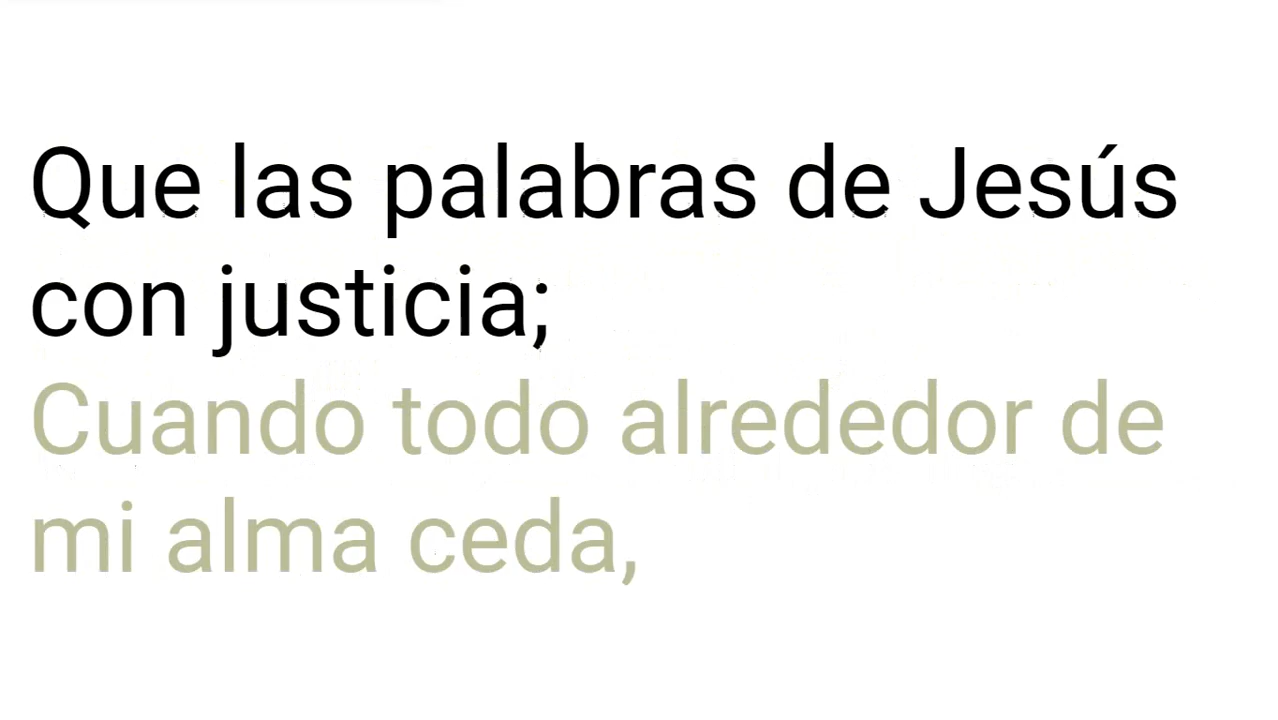 Que las palabras de Jesús
con justicia;
Cuando todo alrededor de
mi alma ceda,